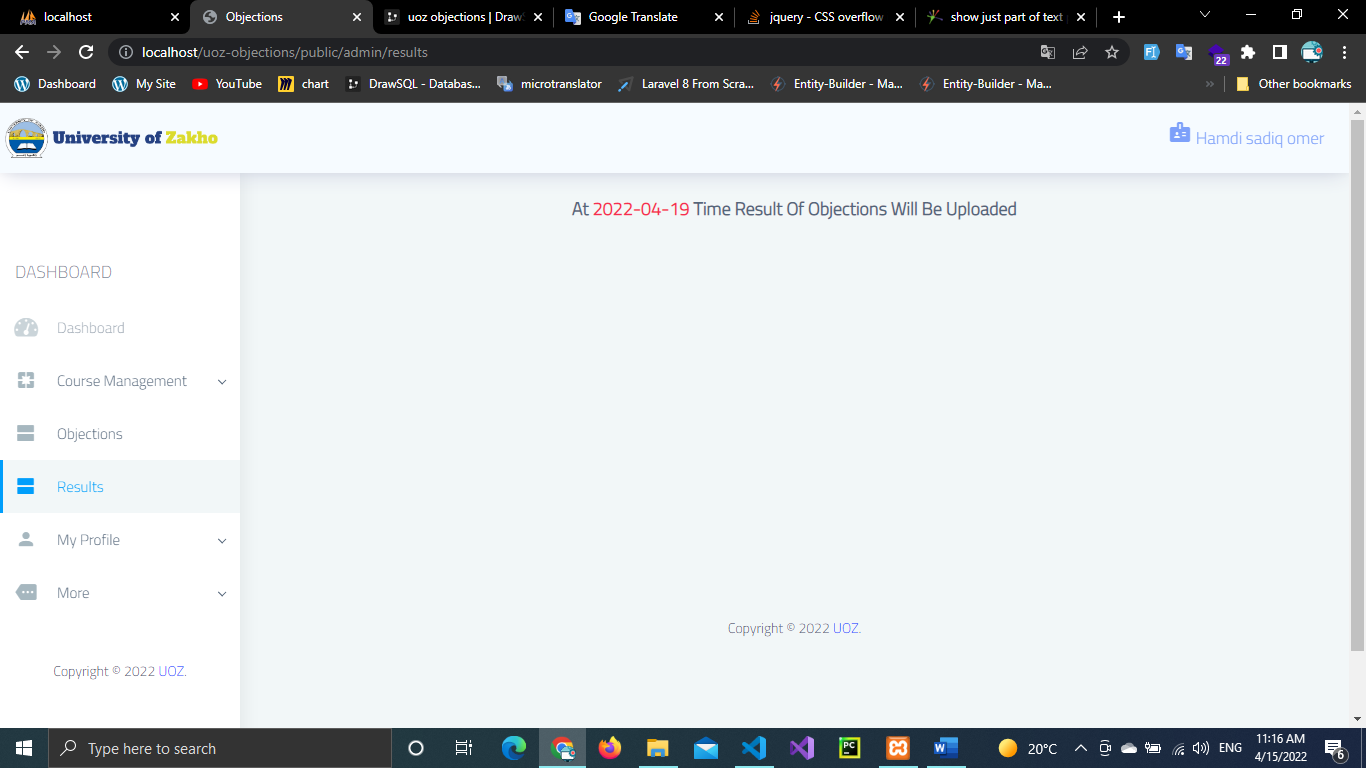 localhost
Objections
uoz objections | DrawS
Google Translate
jquery - CSS overflow
show just part of text
localhost/uoz-objections/public/admin/results
22
Dashboard
My Site
YouTube
chart
DrawSQL - Databas...
microtranslator
Laravel 8 From Scra...
Entity-Builder - Ma...
Entity-Builder - Ma...
»
Other bookmarks
University of Zakho
Hamdi sadiq omer
At 2022-04-19 Time Result Of Objections Will Be Uploaded
DASHBOARD
Dashboard
Course Management
Objections
Results
My Profile
More
Copyright © 2022 UOZ.
Copyright © 2022 UOZ.
Type here to search
20°C
ENG
11:16 AM
4/15/2022
6